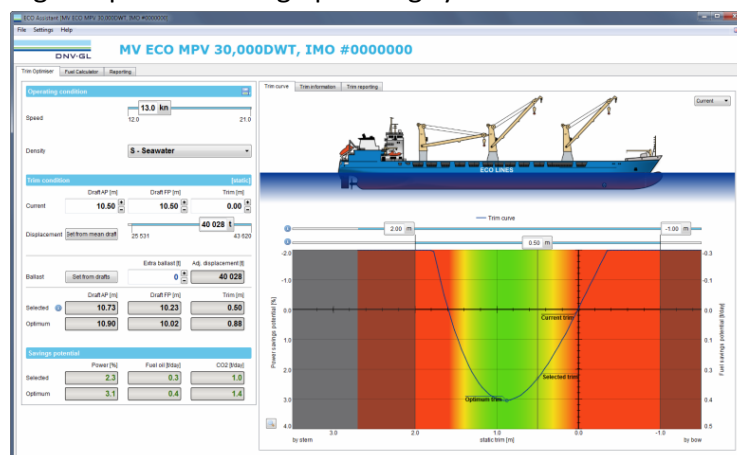 ECO Assistant (MV ECO MPV 30,000DWT, IMO #0000000)
File Settings Help
DNV·GL
MV ECO MPV 30,000DWT, IMO #0000000
Trim Optimiser Fuel Calculator Reporting
Operating condition
Speed
13.0 kn
12.0 21.0
Density
S - Seawater
Trim condition [static]
Draft AP [m] Draft FP [m] Trim [m]
Current 10.50 10.50 0.00
Displacement Set from mean draft 40 028 t
25 531 43 620
Extra ballast [t] Adj. displacement [t]
Ballast Set from drafts 0 40 028
Draft AP [m] Draft FP [m] Trim [m]
Selected 10.73 10.23 0.50
Optimum 10.90 10.02 0.88
Savings potential
Power [%] Fuel oil [t/day] CO2 [t/day]
Selected 2.3 0.3 1.0
Optimum 3.1 0.4 1.4
Trim curve Trim information Trim reporting
Current
ECO LINES
Trim curve
2.00 m -1.00 m
0.50 m
-2.0 -0.3
-1.0 -0.1
0.0 0.0
1.0 0.1
2.0 0.3
3.0 0.4
4.0 0.5
Power savings potential [%]
Fuel savings potential [t/day]
Current trim
Selected trim
Optimum trim
3.0 2.0 1.0 0.0 -1.0
by stern static trim [m] by bow